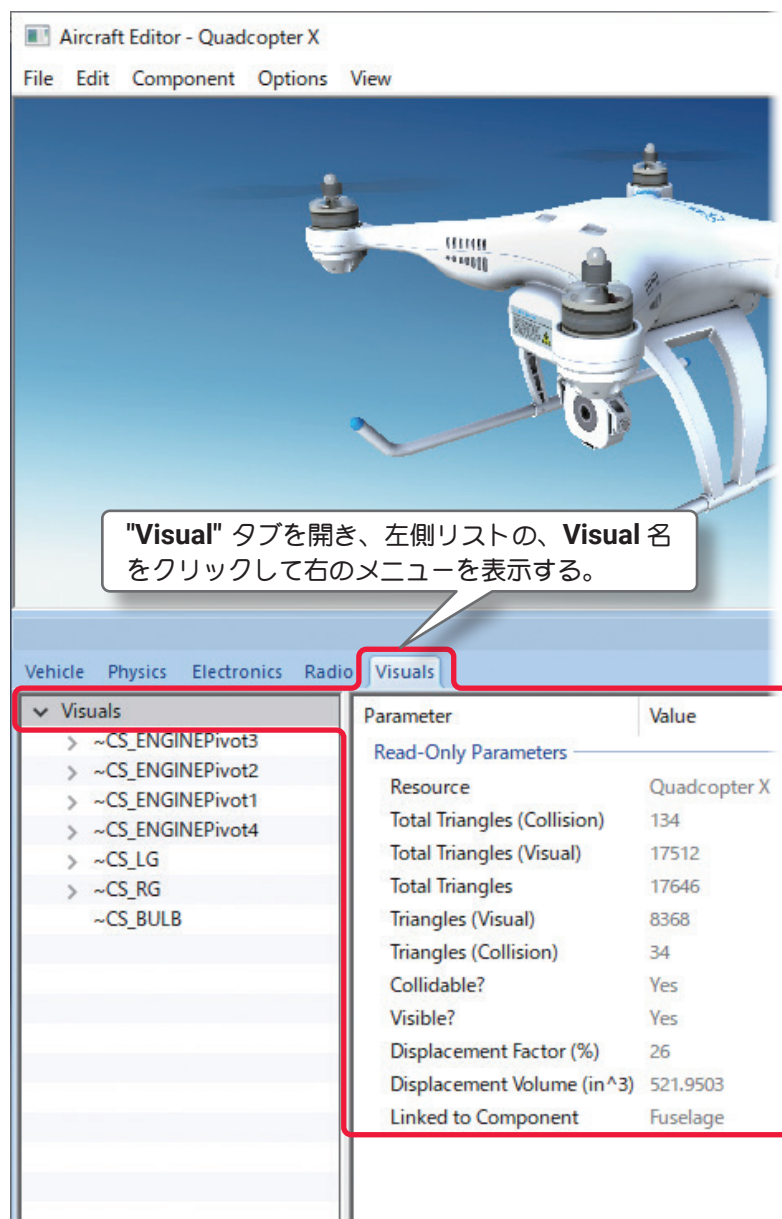 Aircraft Editor - Quadcopter X
File Edit Component Options View
"Visual" タブを開き、左側リストの、Visual 名
をクリックして右のメニューを表示する。
Vehicle Physics Electronics Radio Visuals
Visuals
~CS_ENGINEPivot3
~CS_ENGINEPivot2
~CS_ENGINEPivot1
~CS_ENGINEPivot4
~CS_LG
~CS_RG
~CS_BULB
Parameter Value
Read-Only Parameters
Resource Quadcopter X
Total Triangles (Collision) 134
Total Triangles (Visual) 17512
Total Triangles 17646
Triangles (Visual) 8368
Triangles (Collision) 34
Collidable? Yes
Visible? Yes
Displacement Factor (%) 26
Displacement Volume (in^3) 521.9503
Linked to Component Fuselage